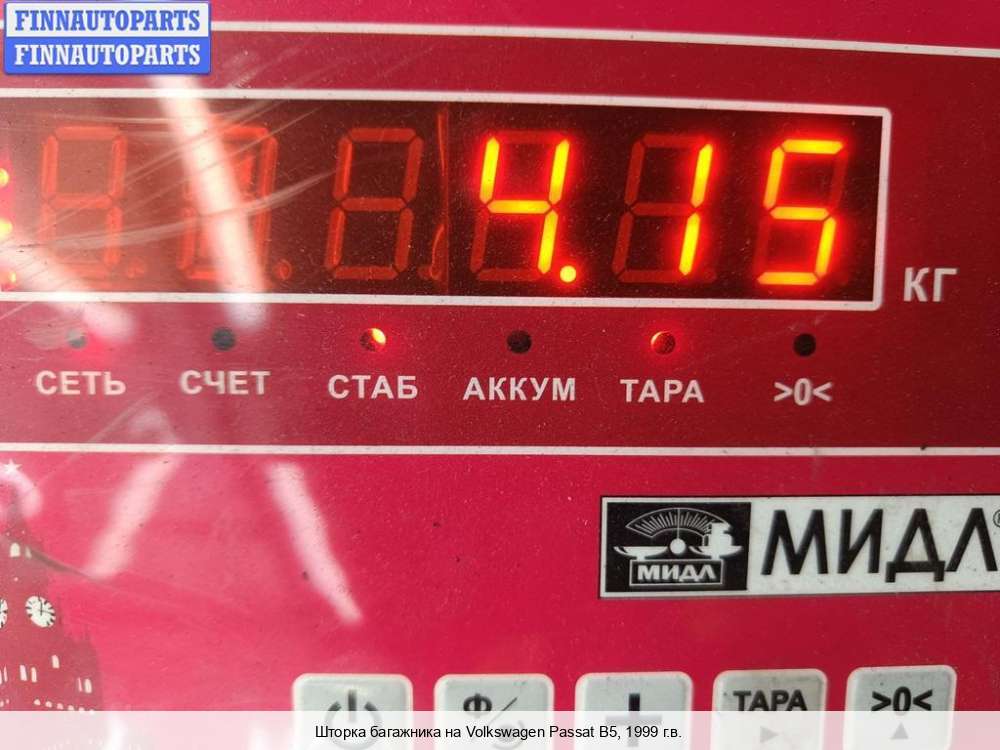 FINNAUTOPARTS
FINNAUTOPARTS
4.15
КГ
СЕТЬ СЧЕТ СТАБ АККУМ ТАРА >0<
МИДЛ МИДЛ®
Ф/
+ ТАРА >0<
Шторка багажника на Volkswagen Passat B5, 1999 г.в.